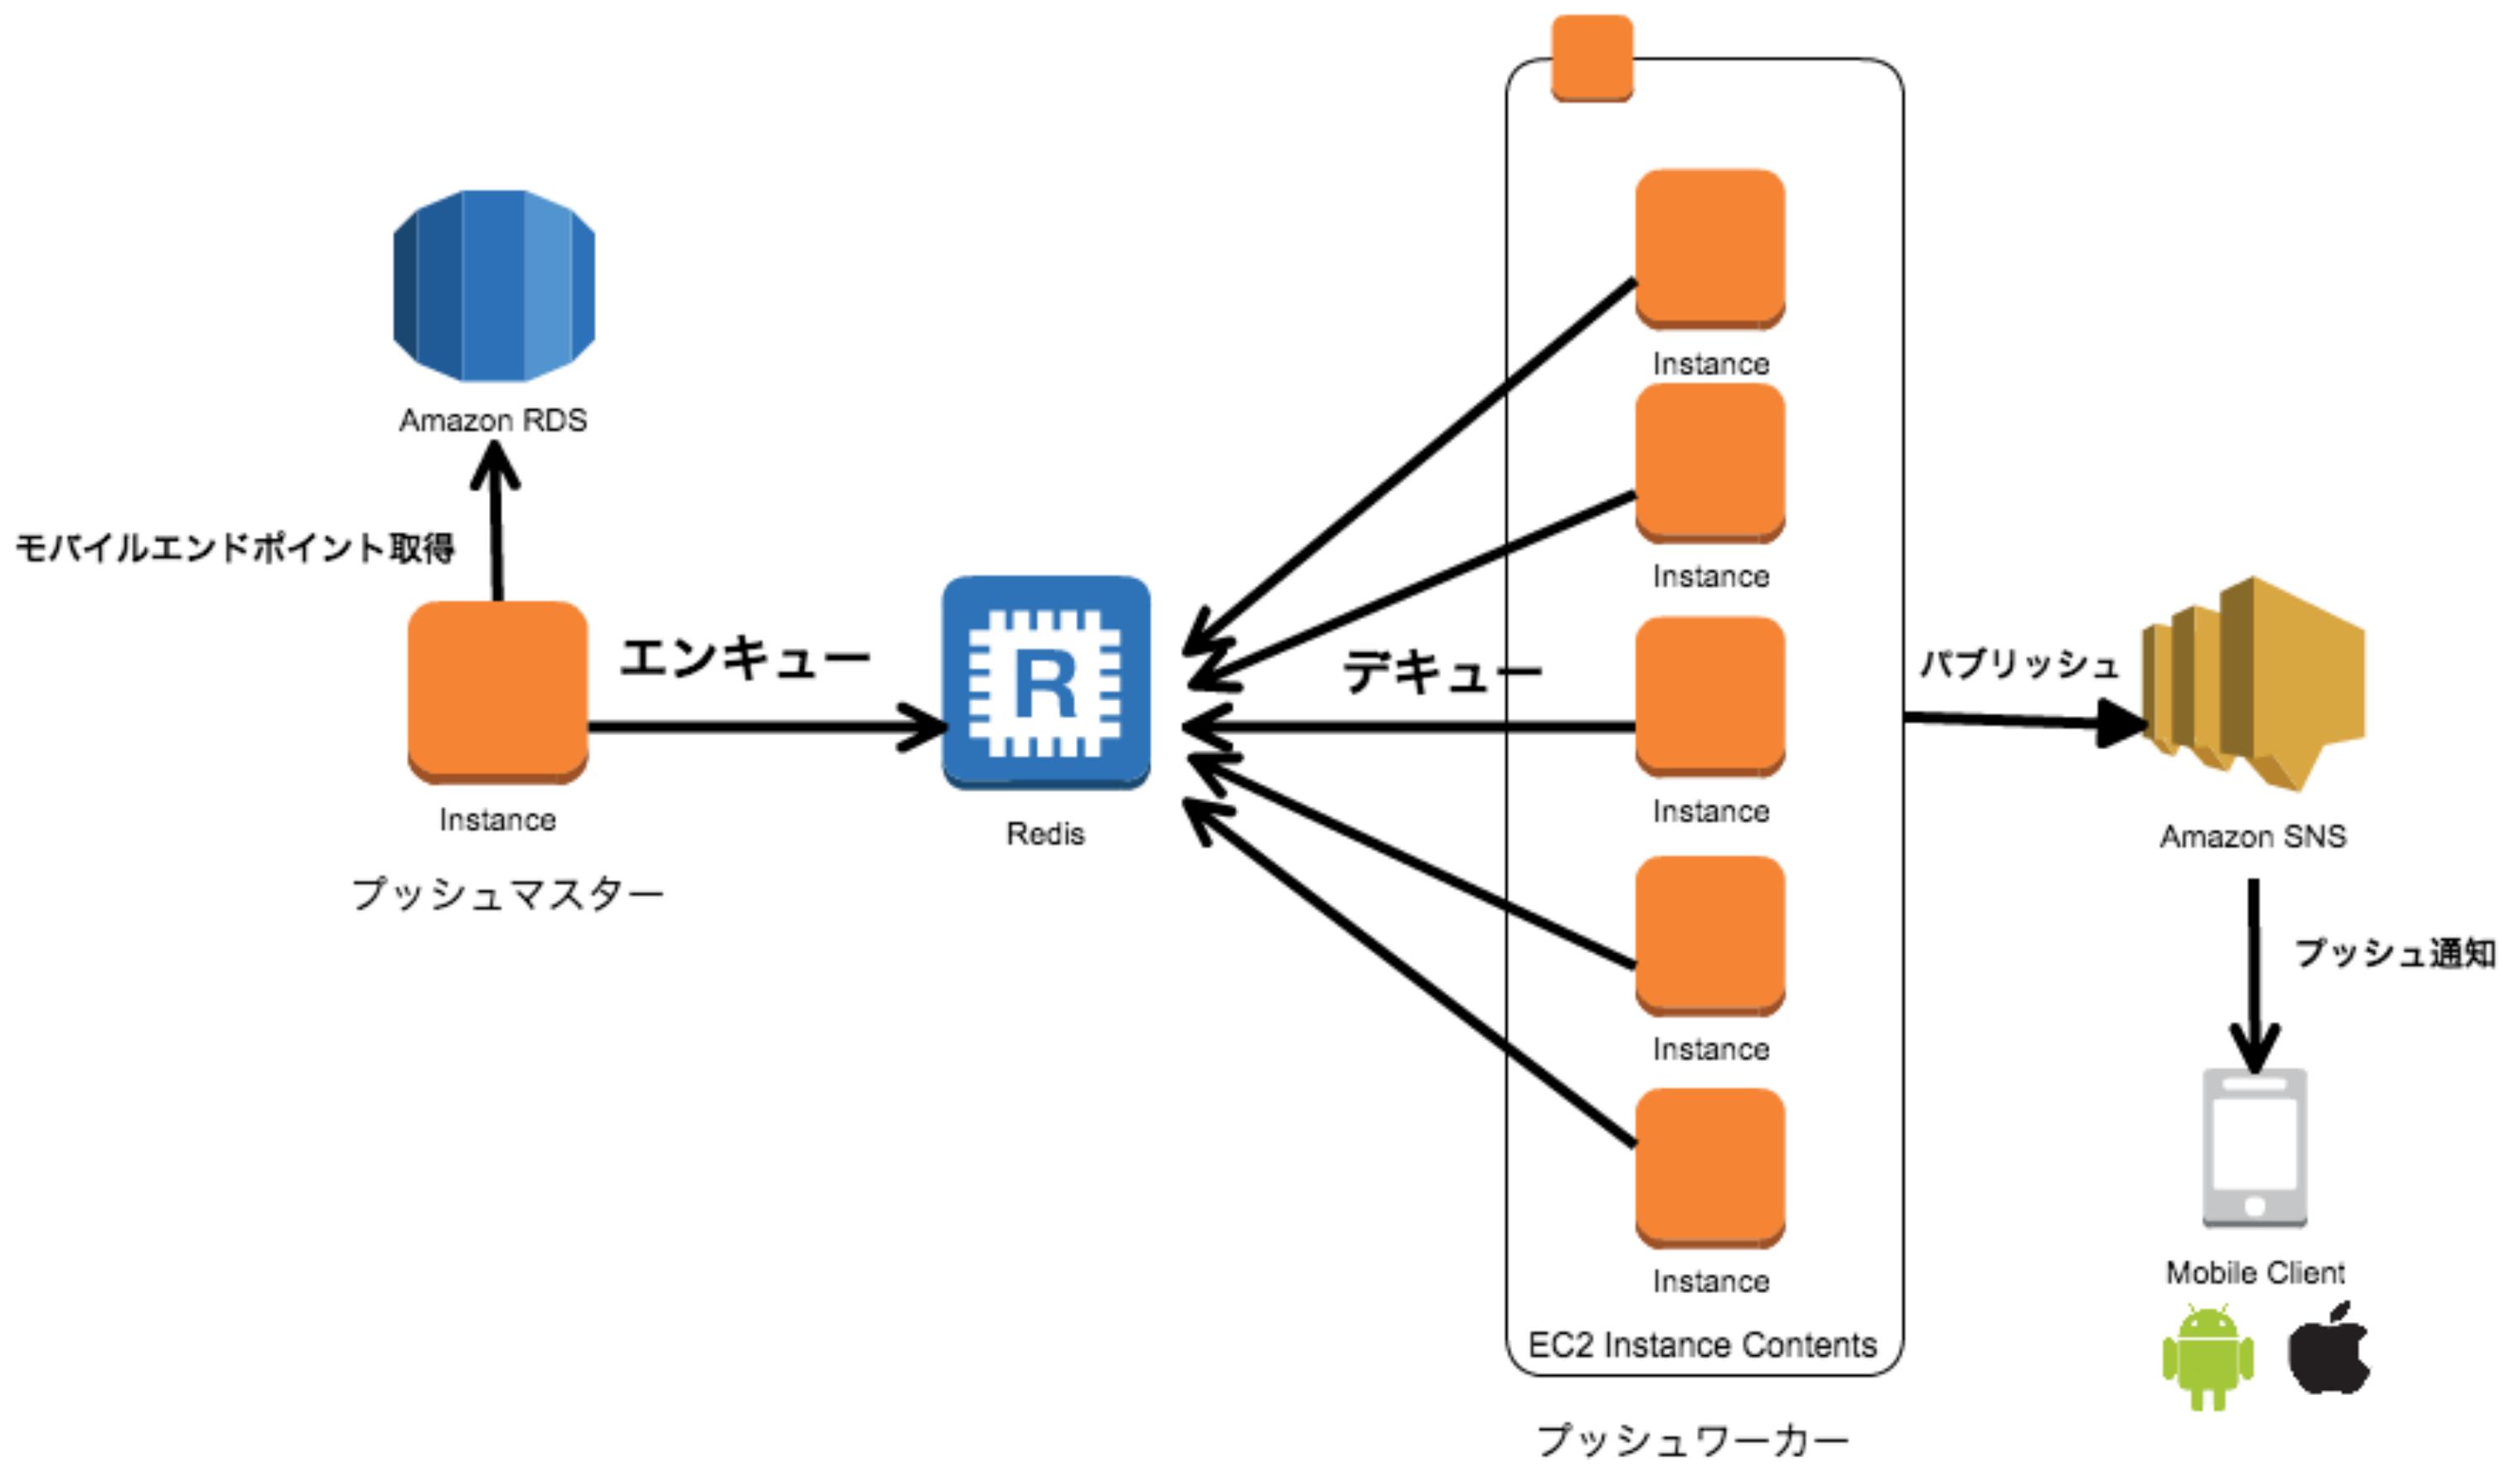 Amazon RDS
モバイルエンドポイント取得
Instance
プッシュマスター
エンキュー
R
Redis
デキュー
Instance
Instance
Instance
Instance
Instance
EC2 Instance Contents
プッシュワーカー
パブリッシュ
Amazon SNS
プッシュ通知
Mobile Client